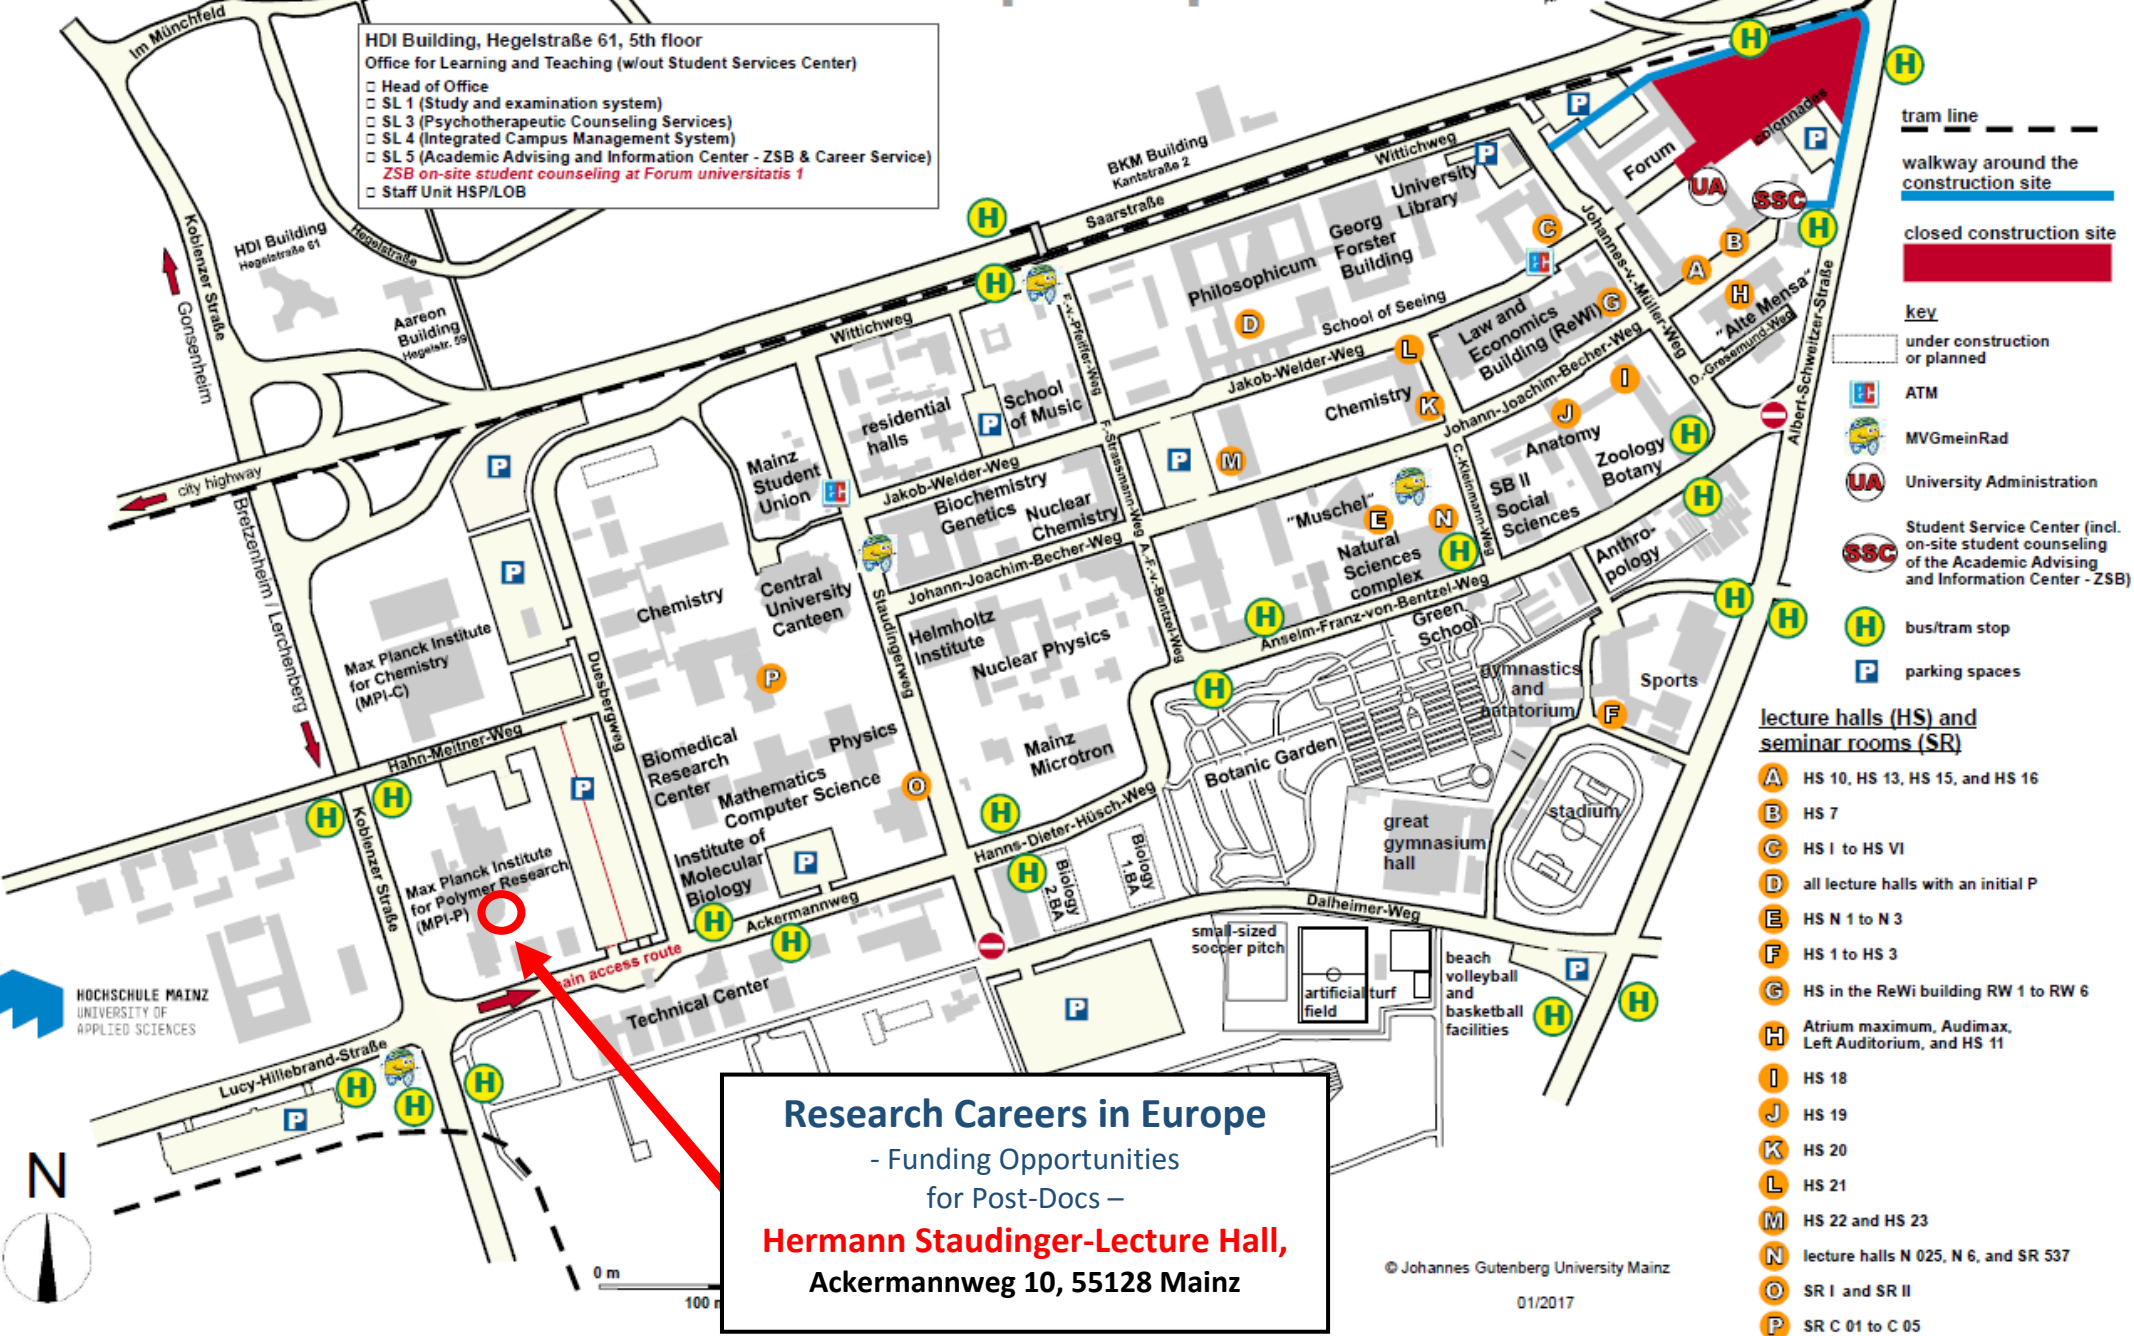 Im Münchfeld
HDI Building, Hegelstraße 61, 5th floor
Office for Learning and Teaching (w/out Student Services Center)
□ Head of Office
□ SL 1 (Study and examination system)
□ SL 3 (Psychotherapeutic Counseling Services)
□ SL 4 (Integrated Campus Management System)
□ SL 5 (Academic Advising and Information Center - ZSB & Career Service)
ZSB on-site student counseling at Forum universitatis 1
□ Staff Unit HSP/LOB
Koblenzer Straße
Gonsenheim
HDI Building
Hegelstraße 61
Hegelstraße
Aareon
Building
Hegelstr. 59
BKM Building
Kantstraße 2
Saarstraße
Wittichweg
Wittichweg
University
Library
Georg
Forster
Building
Philosophicum
School of Seeing
Forum
colonnades
UA
SSC
Johannes-v.-Müller-Weg
"Alte Mensa"
D.-Gresemund-Weg
Albert-Schweitzer-Straße
Law and
Economics
Building (ReWi)
Johann-Joachim-Becher-Weg
Jakob-Welder-Weg
Chemistry
F.-v.-Pfeiffer-Weg
residential
halls
School
of Music
Mainz
Student
Union
Jakob-Welder-Weg
F.-Strassmann-Weg
Biochemistry
Genetics
Nuclear
Chemistry
Johann-Joachim-Becher-Weg
A.-F.-v.-Bentzel-Weg
"Muschel"
Natural
Sciences
complex
C.-Kleinmann-Weg
SB II
Social
Sciences
Anatomy
Zoology
Botany
Anthro-
pology
Anselm-Franz-von-Bentzel-Weg
Green
School
city highway
Bretzenheim / Lerchenberg
Max Planck Institute
for Chemistry
(MPI-C)
Duesbergweg
Chemistry
Central
University
Canteen
Staudingerweg
Helmholtz
Institute
Nuclear Physics
Mainz
Microtron
Biomedical
Research
Center
Physics
Mathematics
Computer Science
Institute of
Molecular
Biology
Hahn-Meitner-Weg
Koblenzer Straße
Max Planck Institute
for Polymer Research
(MPI-P)
Ackermannweg
Hanns-Dieter-Hüsch-Weg
Biology
2.BA
Biology
1.BA
Botanic Garden
gymnastics
and
natatorium
Sports
stadium
great
gymnasium
hall
Dalheimer-Weg
small-sized
soccer pitch
artificial turf
field
beach
volleyball
and
basketball
facilities
main access route
Technical Center
HOCHSCHULE MAINZ
UNIVERSITY OF
APPLIED SCIENCES
Lucy-Hillebrand-Straße
N
0 m
100 m
Research Careers in Europe
- Funding Opportunities
for Post-Docs –
Hermann Staudinger-Lecture Hall,
Ackermannweg 10, 55128 Mainz
© Johannes Gutenberg University Mainz
01/2017
tram line
walkway around the
construction site
closed construction site
key
under construction
or planned
ATM
MVGmeinRad
UA University Administration
SSC Student Service Center (incl.
on-site student counseling
of the Academic Advising
and Information Center - ZSB)
H bus/tram stop
P parking spaces
lecture halls (HS) and
seminar rooms (SR)
A HS 10, HS 13, HS 15, and HS 16
B HS 7
C HS I to HS VI
D all lecture halls with an initial P
E HS N 1 to N 3
F HS 1 to HS 3
G HS in the ReWi building RW 1 to RW 6
H Atrium maximum, Audimax,
Left Auditorium, and HS 11
I HS 18
J HS 19
K HS 20
L HS 21
M HS 22 and HS 23
N lecture halls N 025, N 6, and SR 537
O SR I and SR II
P SR C 01 to C 05